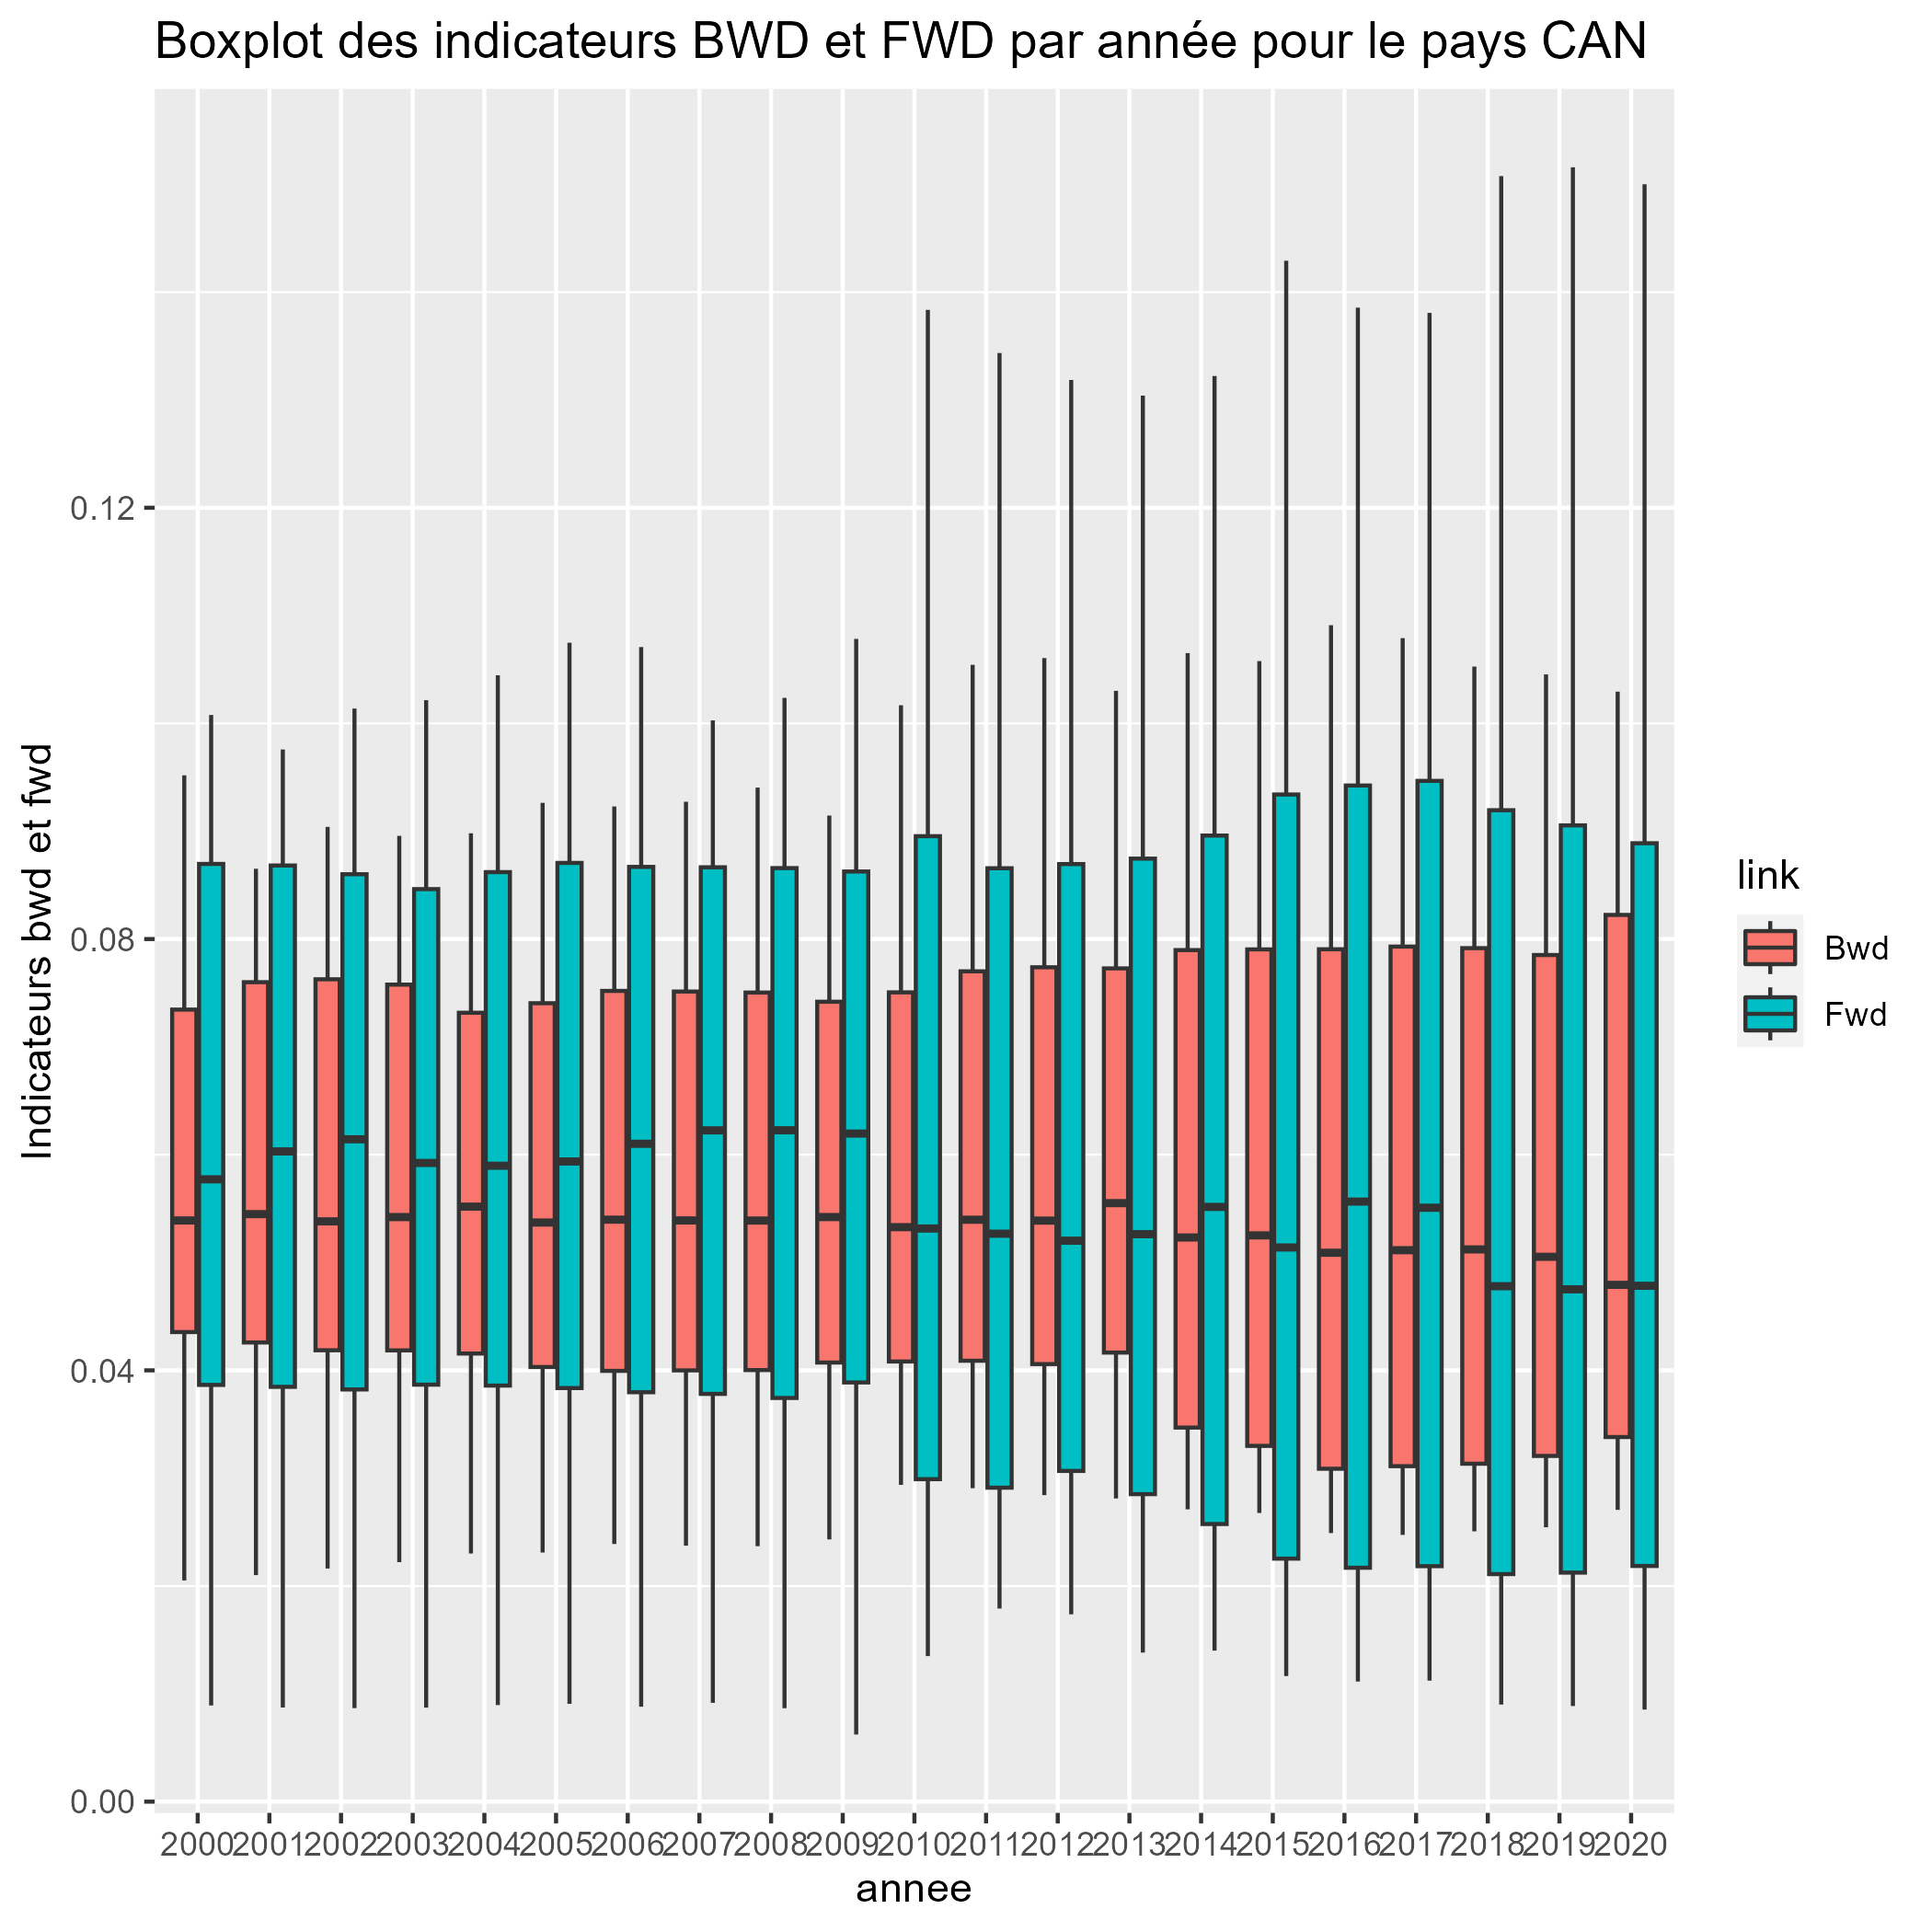 Boxplot des indicateurs BWD et FWD par année pour le pays CAN
Indicateurs bwd et fwd
0.12
0.08
0.04
0.00
2000 2001 2002 2003 2004 2005 2006 2007 2008 2009 2010 2011 2012 2013 2014 2015 2016 2017 2018 2019 2020
annee
link
Bwd
Fwd